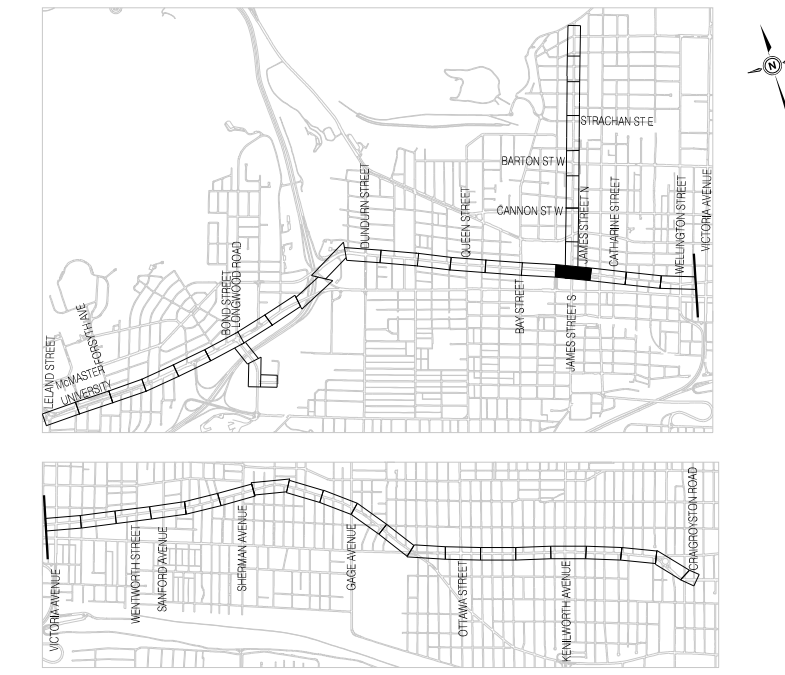 N
STRACHAN ST E
BARTON ST W
CANNON ST W
DUNDURN STREET
QUEEN STREET
JAMES STREET N
CATHARINE STREET
WELLINGTON STREET
VICTORIA AVENUE
BOND STREET
LONGWOOD ROAD
BAY STREET
JAMES STREET S
LELAND STREET
FORSYTH AVE
McMASTER
UNIVERSITY
CRAIGROYSTON ROAD
VICTORIA AVENUE
WENTWORTH STREET
SANFORD AVENUE
SHERMAN AVENUE
GAGE AVENUE
OTTAWA STREET
KENILWORTH AVENUE